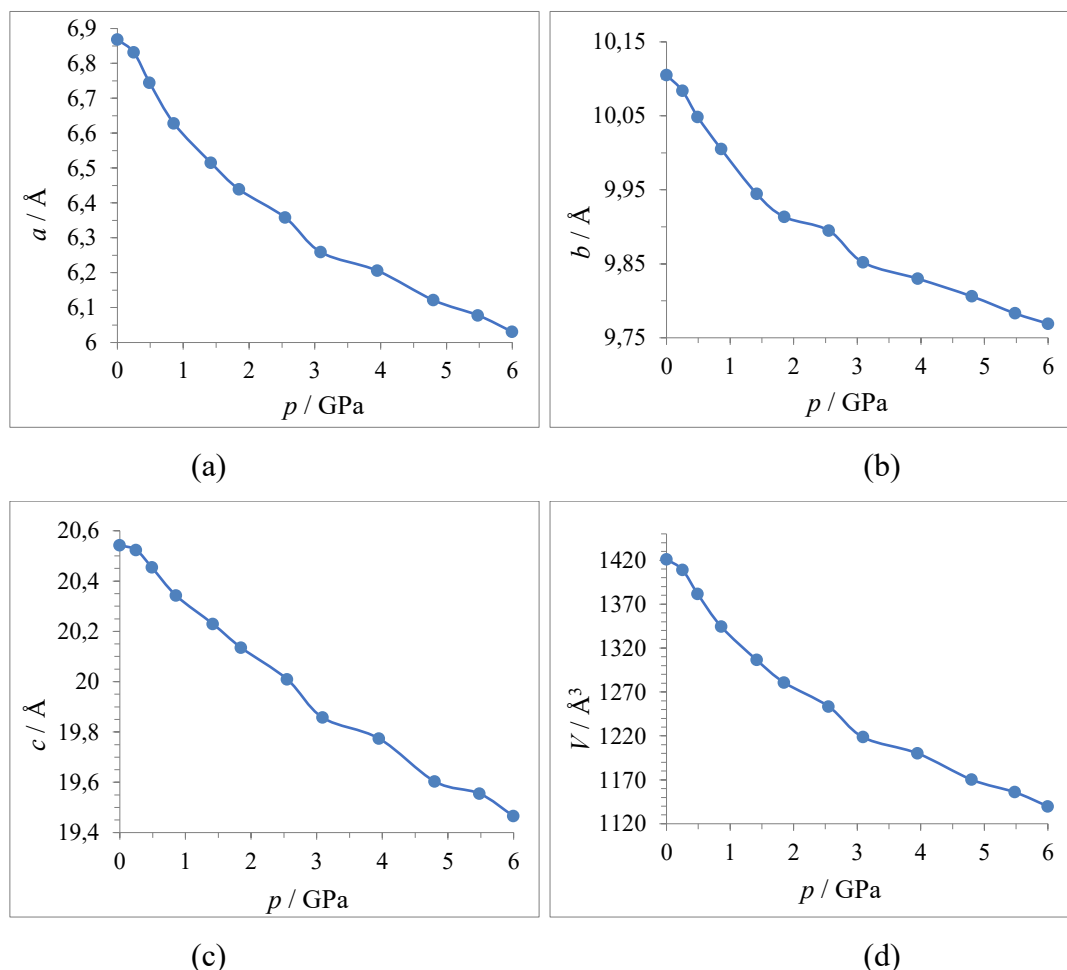 6,9
6,8
6,7
6,6
6,5
6,4
6,3
6,2
6,1
6
a / Å
0 1 2 3 4 5 6
p / GPa
(a)
10,15
10,05
9,95
9,85
9,75
b / Å
0 1 2 3 4 5 6
p / GPa
(b)
20,6
20,4
20,2
20
19,8
19,6
19,4
c / Å
0 1 2 3 4 5 6
p / GPa
(c)
1420
1370
1320
1270
1220
1170
1120
V / Å³
0 1 2 3 4 5 6
p / GPa
(d)